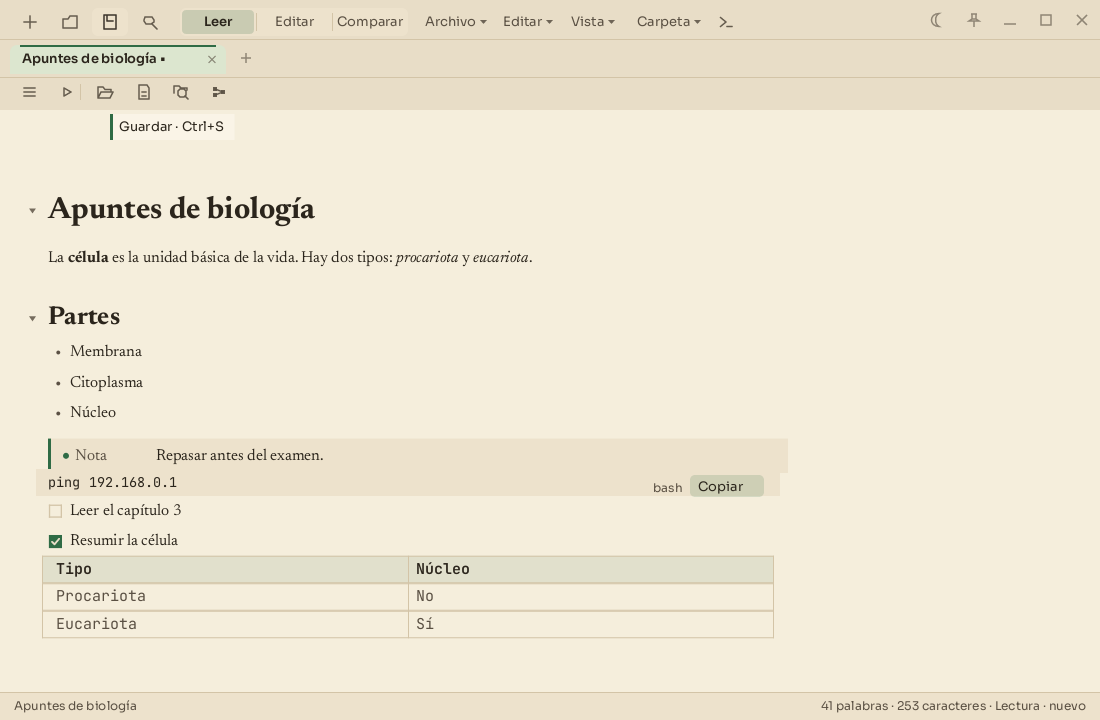 Leer Editar Comparar Archivo Editar Vista Carpeta
Apuntes de biología •
Guardar · Ctrl+S
Apuntes de biología
La célula es la unidad básica de la vida. Hay dos tipos: procariota y eucariota.
Partes
• Membrana
• Citoplasma
• Núcleo
Nota Repasar antes del examen.
ping 192.168.0.1 bash Copiar
Leer el capítulo 3
Resumir la célula
Tipo Núcleo
Procariota No
Eucariota Sí
Apuntes de biología 41 palabras · 253 caracteres · Lectura · nuevo